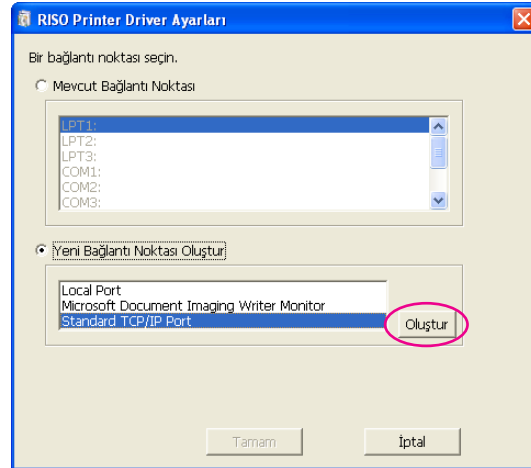 RISO Printer Driver Ayarları
Bir bağlantı noktası seçin.
Mevcut Bağlantı Noktası
LPT1:
LPT2:
LPT3:
COM1:
COM2:
COM3:
Yeni Bağlantı Noktası Oluştur
Local Port
Microsoft Document Imaging Writer Monitor
Standard TCP/IP Port
Oluştur
Tamam
İptal